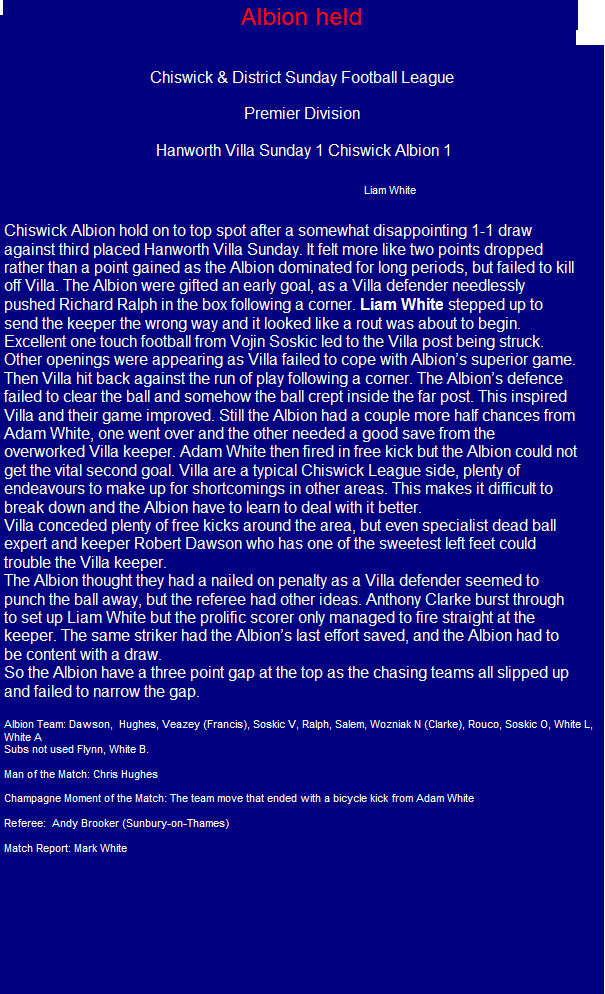 Albion held
Chiswick & District Sunday Football League
Premier Division
Hanworth Villa Sunday 1 Chiswick Albion 1
Liam White
Chiswick Albion hold on to top spot after a somewhat disappointing 1-1 draw
against third placed Hanworth Villa Sunday. It felt more like two points dropped
rather than a point gained as the Albion dominated for long periods, but failed to kill
off Villa. The Albion were gifted an early goal, as a Villa defender needlessly
pushed Richard Ralph in the box following a corner. Liam White stepped up to
send the keeper the wrong way and it looked like a rout was about to begin.
Excellent one touch football from Vojin Soskic led to the Villa post being struck.
Other openings were appearing as Villa failed to cope with Albion's superior game.
Then Villa hit back against the run of play following a corner. The Albion's defence
failed to clear the ball and somehow the ball crept inside the far post. This inspired
Villa and their game improved. Still the Albion had a couple more half chances from
Adam White, one went over and the other needed a good save from the
overworked Villa keeper. Adam White then fired in free kick but the Albion could not
get the vital second goal. Villa are a typical Chiswick League side, plenty of
endeavours to make up for shortcomings in other areas. This makes it difficult to
break down and the Albion have to learn to deal with it better.
Villa conceded plenty of free kicks around the area, but even specialist dead ball
expert and keeper Robert Dawson who has one of the sweetest left feet could
trouble the Villa keeper.
The Albion thought they had a nailed on penalty as a Villa defender seemed to
punch the ball away, but the referee had other ideas. Anthony Clarke burst through
to set up Liam White but the prolific scorer only managed to fire straight at the
keeper. The same striker had the Albion's last effort saved, and the Albion had to
be content with a draw.
So the Albion have a three point gap at the top as the chasing teams all slipped up
and failed to narrow the gap.
Albion Team: Dawson,  Hughes, Veazey (Francis), Soskic V, Ralph, Salem, Wozniak N (Clarke), Rouco, Soskic O, White L,
White A
Subs not used Flynn, White B.
Man of the Match: Chris Hughes
Champagne Moment of the Match: The team move that ended with a bicycle kick from Adam White
Referee:  Andy Brooker (Sunbury-on-Thames)
Match Report: Mark White